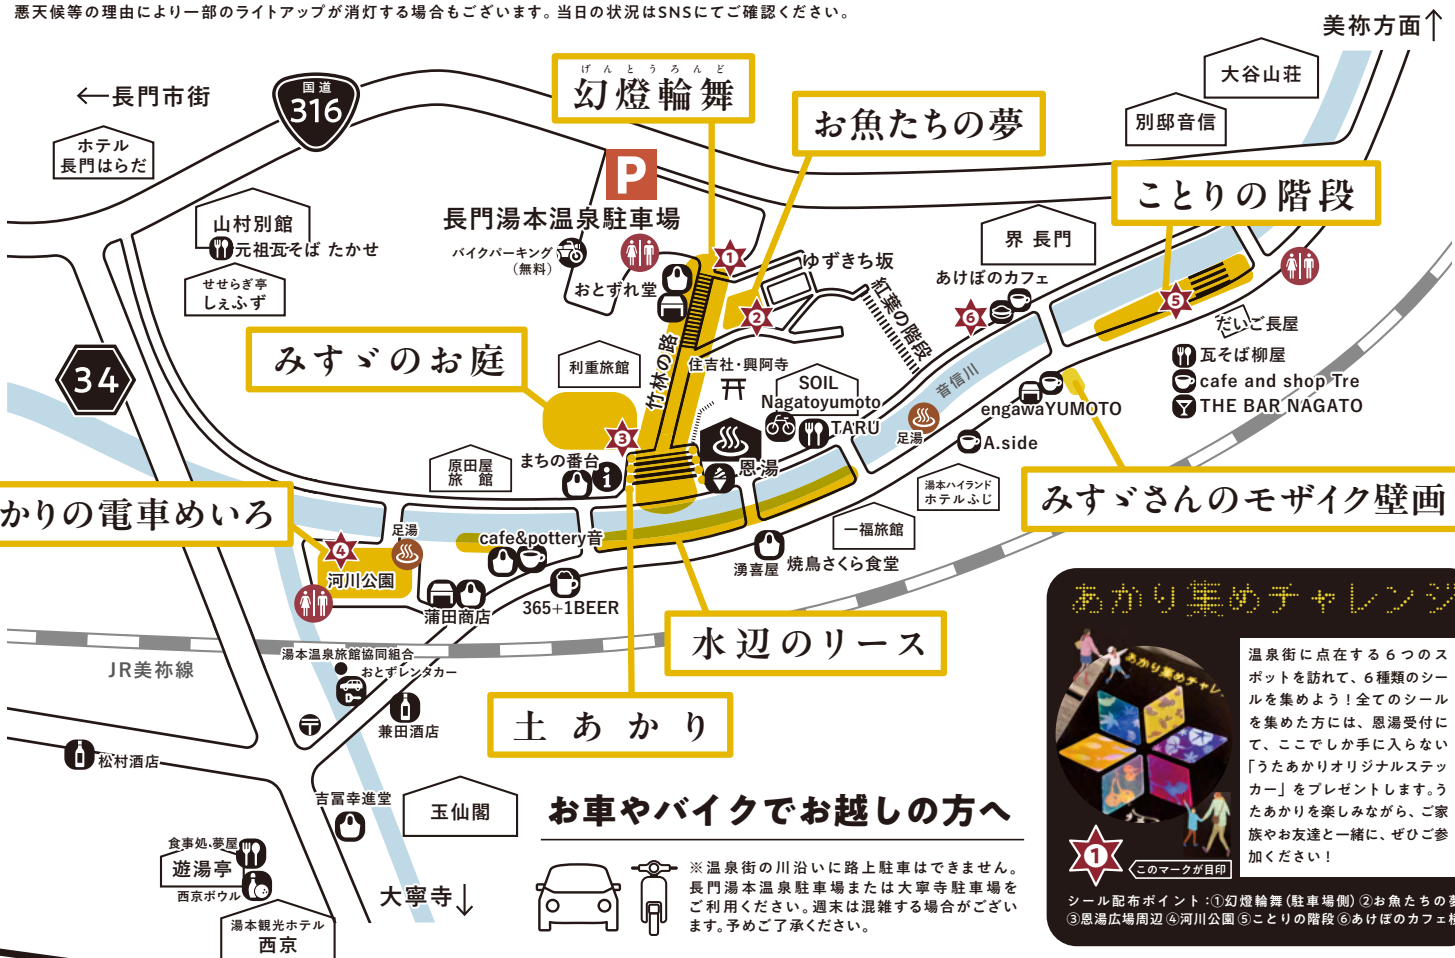 悪天候等の理由により一部のライトアップが消灯する場合もございます。当日の状況はSNSにてご確認ください。
美祢方面↑
←長門市街
国道
316
げんとうろんど
幻燈輪舞
お魚たちの夢
大谷山荘
別邸音信
ホテル
長門はらだ
P
長門湯本温泉駐車場
バイクパーキング
(無料)
おとずれ堂
ことりの階段
界 長門
山村別館
元祖瓦そば たかせ
せせらぎ亭
しぇふず
1
ゆずきち坂
2
紅葉の階段
あけぼのカフェ
6
5
だいご長屋
瓦そば柳屋
cafe and shop Tre
THE BAR NAGATO
みすゞのお庭
利重旅館
竹林の路
住吉社・興阿寺
SOIL
Nagatoyumoto
TARU
音信川
足湯
engawaYUMOTO
A.side
34
3
原田屋
旅館
まちの番台
恩湯
湯本ハイランド
ホテルふじ
みすゞさんのモザイク壁画
一福旅館
かりの電車めいろ
4
河川公園
足湯
cafe&pottery音
湧喜屋
焼鳥さくら食堂
蒲田商店
365+1BEER
水辺のリース
JR美祢線
湯本温泉旅館協同組合
おとずレンタカー
兼田酒店
土あかり
松村酒店
吉冨幸進堂
玉仙閣
食事処・夢屋
遊湯亭
西京ボウル
大寧寺↓
湯本観光ホテル
西京
お車やバイクでお越しの方へ
※温泉街の川沿いに路上駐車はできません。
長門湯本温泉駐車場または大寧寺駐車場を
ご利用ください。週末は混雑する場合がござい
ます。予めご了承ください。
あかり集めチャレンジ
あかり集めチャレ
温泉街に点在する6つのス
ポットを訪れて、6種類のシー
ルを集めよう!全てのシール
を集めた方には、恩湯受付に
て、ここでしか手に入らない
「うたあかりオリジナルステッ
カー」をプレゼントします。う
たあかりを楽しみながら、ご家
族やお友達と一緒に、ぜひご参
加ください!
1
このマークが目印
シール配布ポイント:①幻燈輪舞(駐車場側)②お魚たちの夢
③恩湯広場周辺④河川公園⑤ことりの階段⑥あけぼのカフェ